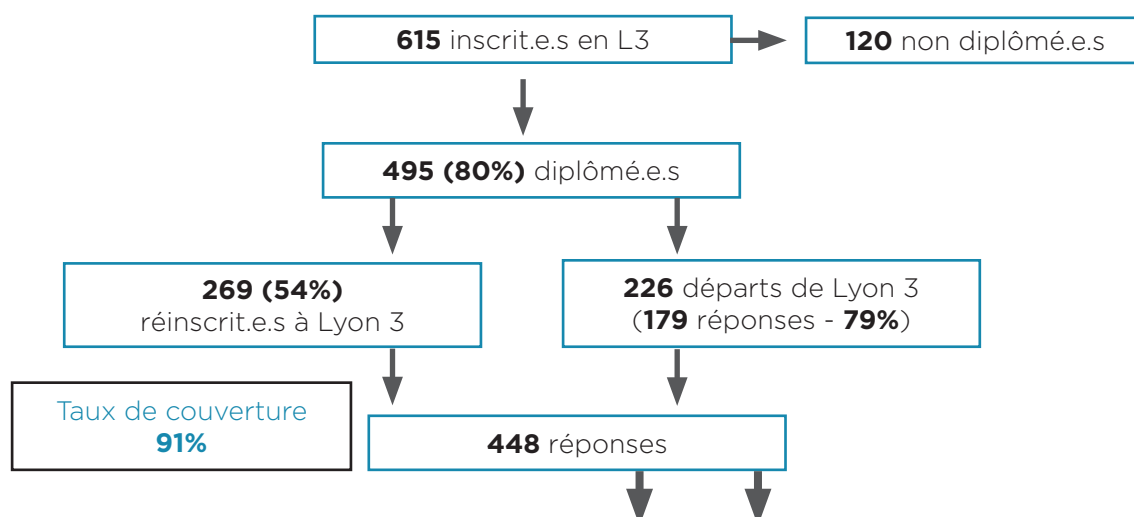 615 inscrit.e.s en L3
120 non diplômé.e.s
495 (80%) diplômé.e.s
269 (54%)
réinscrit.e.s à Lyon 3
226 départs de Lyon 3
(179 réponses - 79%)
Taux de couverture
91%
448 réponses